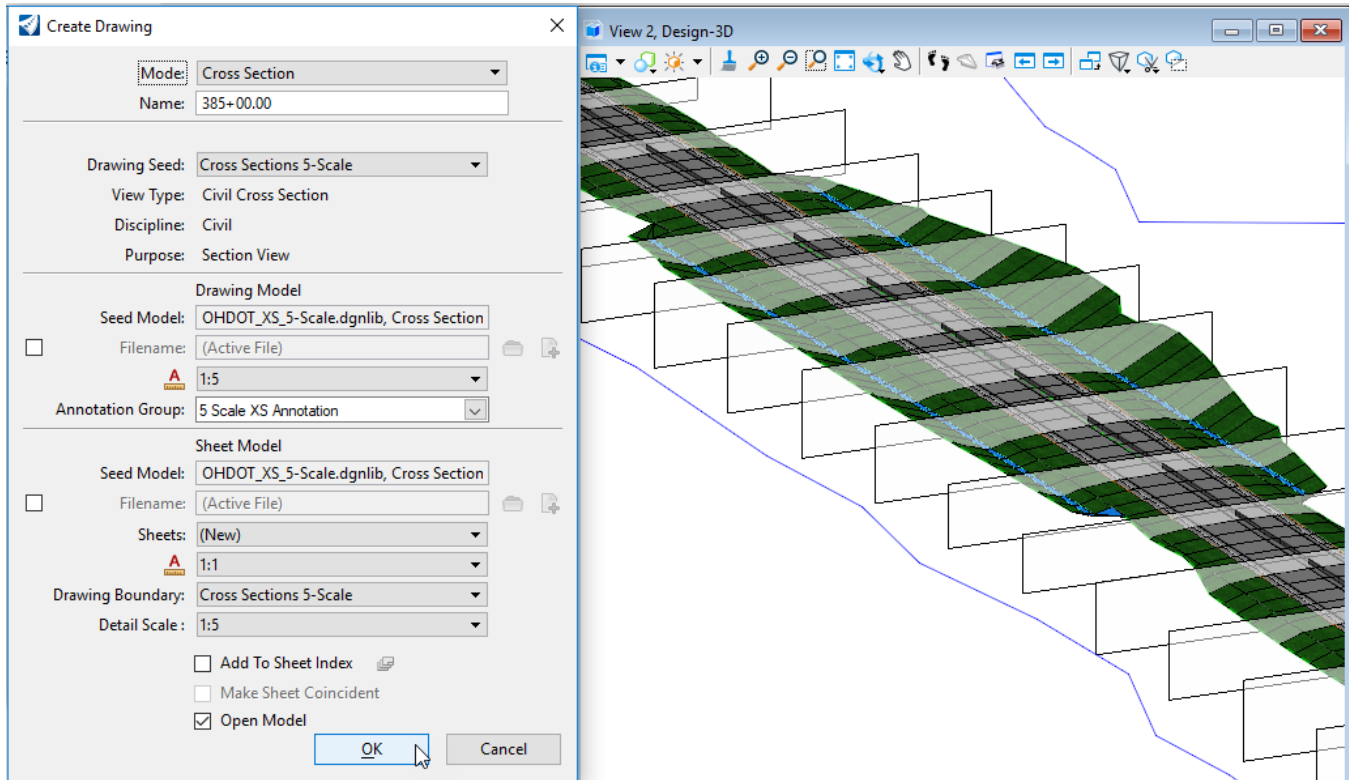 Create Drawing
Mode: Cross Section
Name: 385+00.00
Drawing Seed: Cross Sections 5-Scale
View Type: Civil Cross Section
Discipline: Civil
Purpose: Section View
Drawing Model
Seed Model: OHDOT_XS_5-Scale.dgnlib, Cross Section
Filename: (Active File)
A 1:5
Annotation Group: 5 Scale XS Annotation
Sheet Model
Seed Model: OHDOT_XS_5-Scale.dgnlib, Cross Section
Filename: (Active File)
Sheets: (New)
A 1:1
Drawing Boundary: Cross Sections 5-Scale
Detail Scale : 1:5
Add To Sheet Index
Make Sheet Coincident
Open Model
OK Cancel
View 2, Design-3D